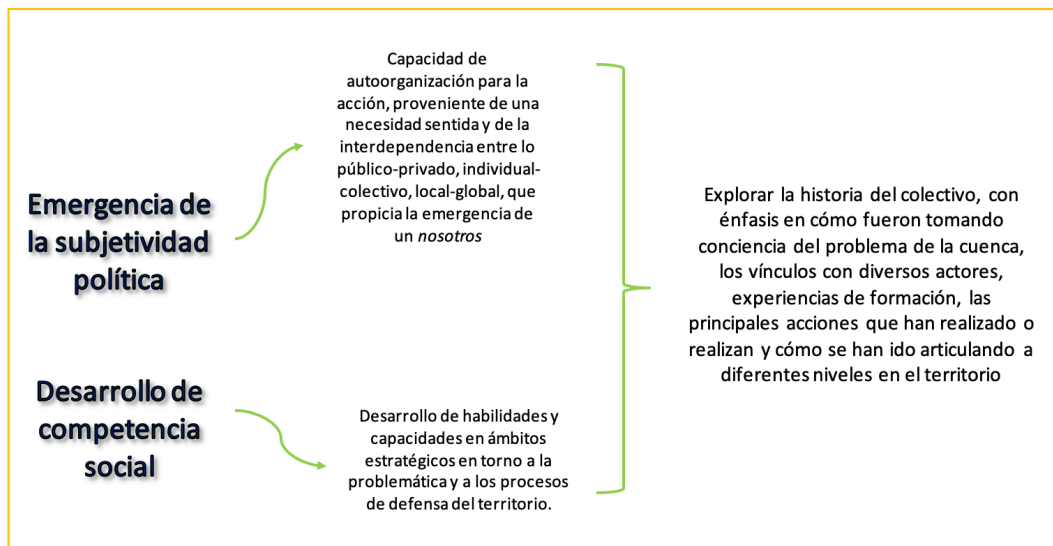 Emergencia de
la subjetividad
política
Capacidad de
autoorganización para la
acción, proveniente de una
necesidad sentida y de la
interdependencia entre lo
público-privado, individual-
colectivo, local-global, que
propicia la emergencia de
un nosotros
Desarrollo de
competencia
social
Desarrollo de habilidades y
capacidades en ámbitos
estratégicos en torno a la
problemática y a los procesos
de defensa del territorio.
Explorar la historia del colectivo, con
énfasis en cómo fueron tomando
conciencia del problema de la cuenca,
los vínculos con diversos actores,
experiencias de formación, las
principales acciones que han realizado o
realizan y cómo se han ido articulando a
diferentes niveles en el territorio